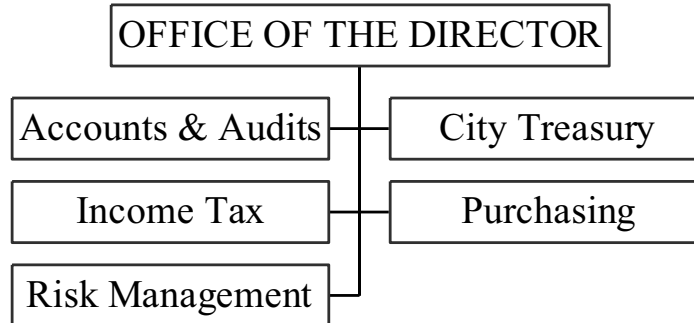 OFFICE OF THE DIRECTOR
Accounts & Audits
City Treasury
Income Tax
Purchasing
Risk Management